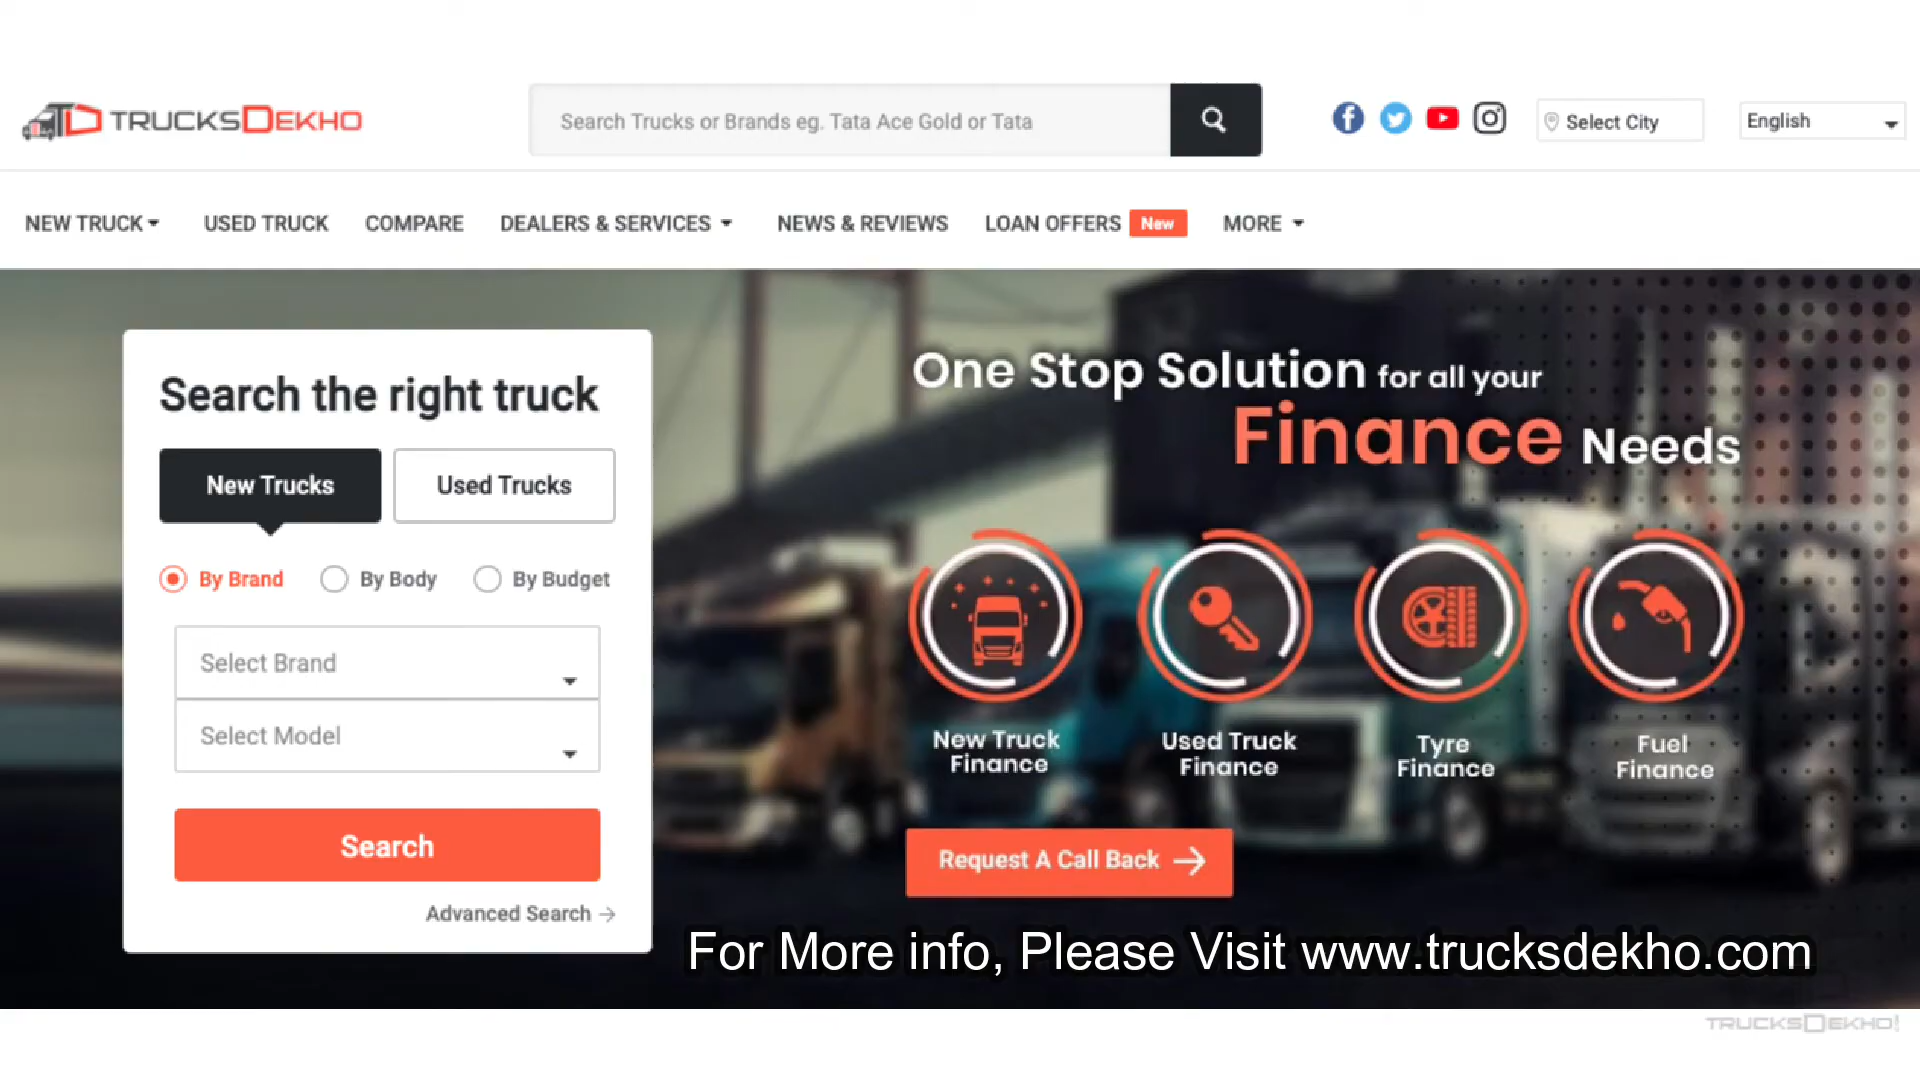 TRUCKSDEKHO
Search Trucks or Brands eg. Tata Ace Gold or Tata
Select City
English
NEW TRUCK
USED TRUCK
COMPARE
DEALERS & SERVICES
NEWS & REVIEWS
LOAN OFFERS New
MORE
Search the right truck
New Trucks
Used Trucks
By Brand
By Body
By Budget
Select Brand
Select Model
Search
Advanced Search
One Stop Solution for all your
Finance Needs
New Truck
Finance
Used Truck
Finance
Tyre
Finance
Fuel
Finance
Request A Call Back
For More info, Please Visit www.trucksdekho.com
TRUCKSDEKHO!